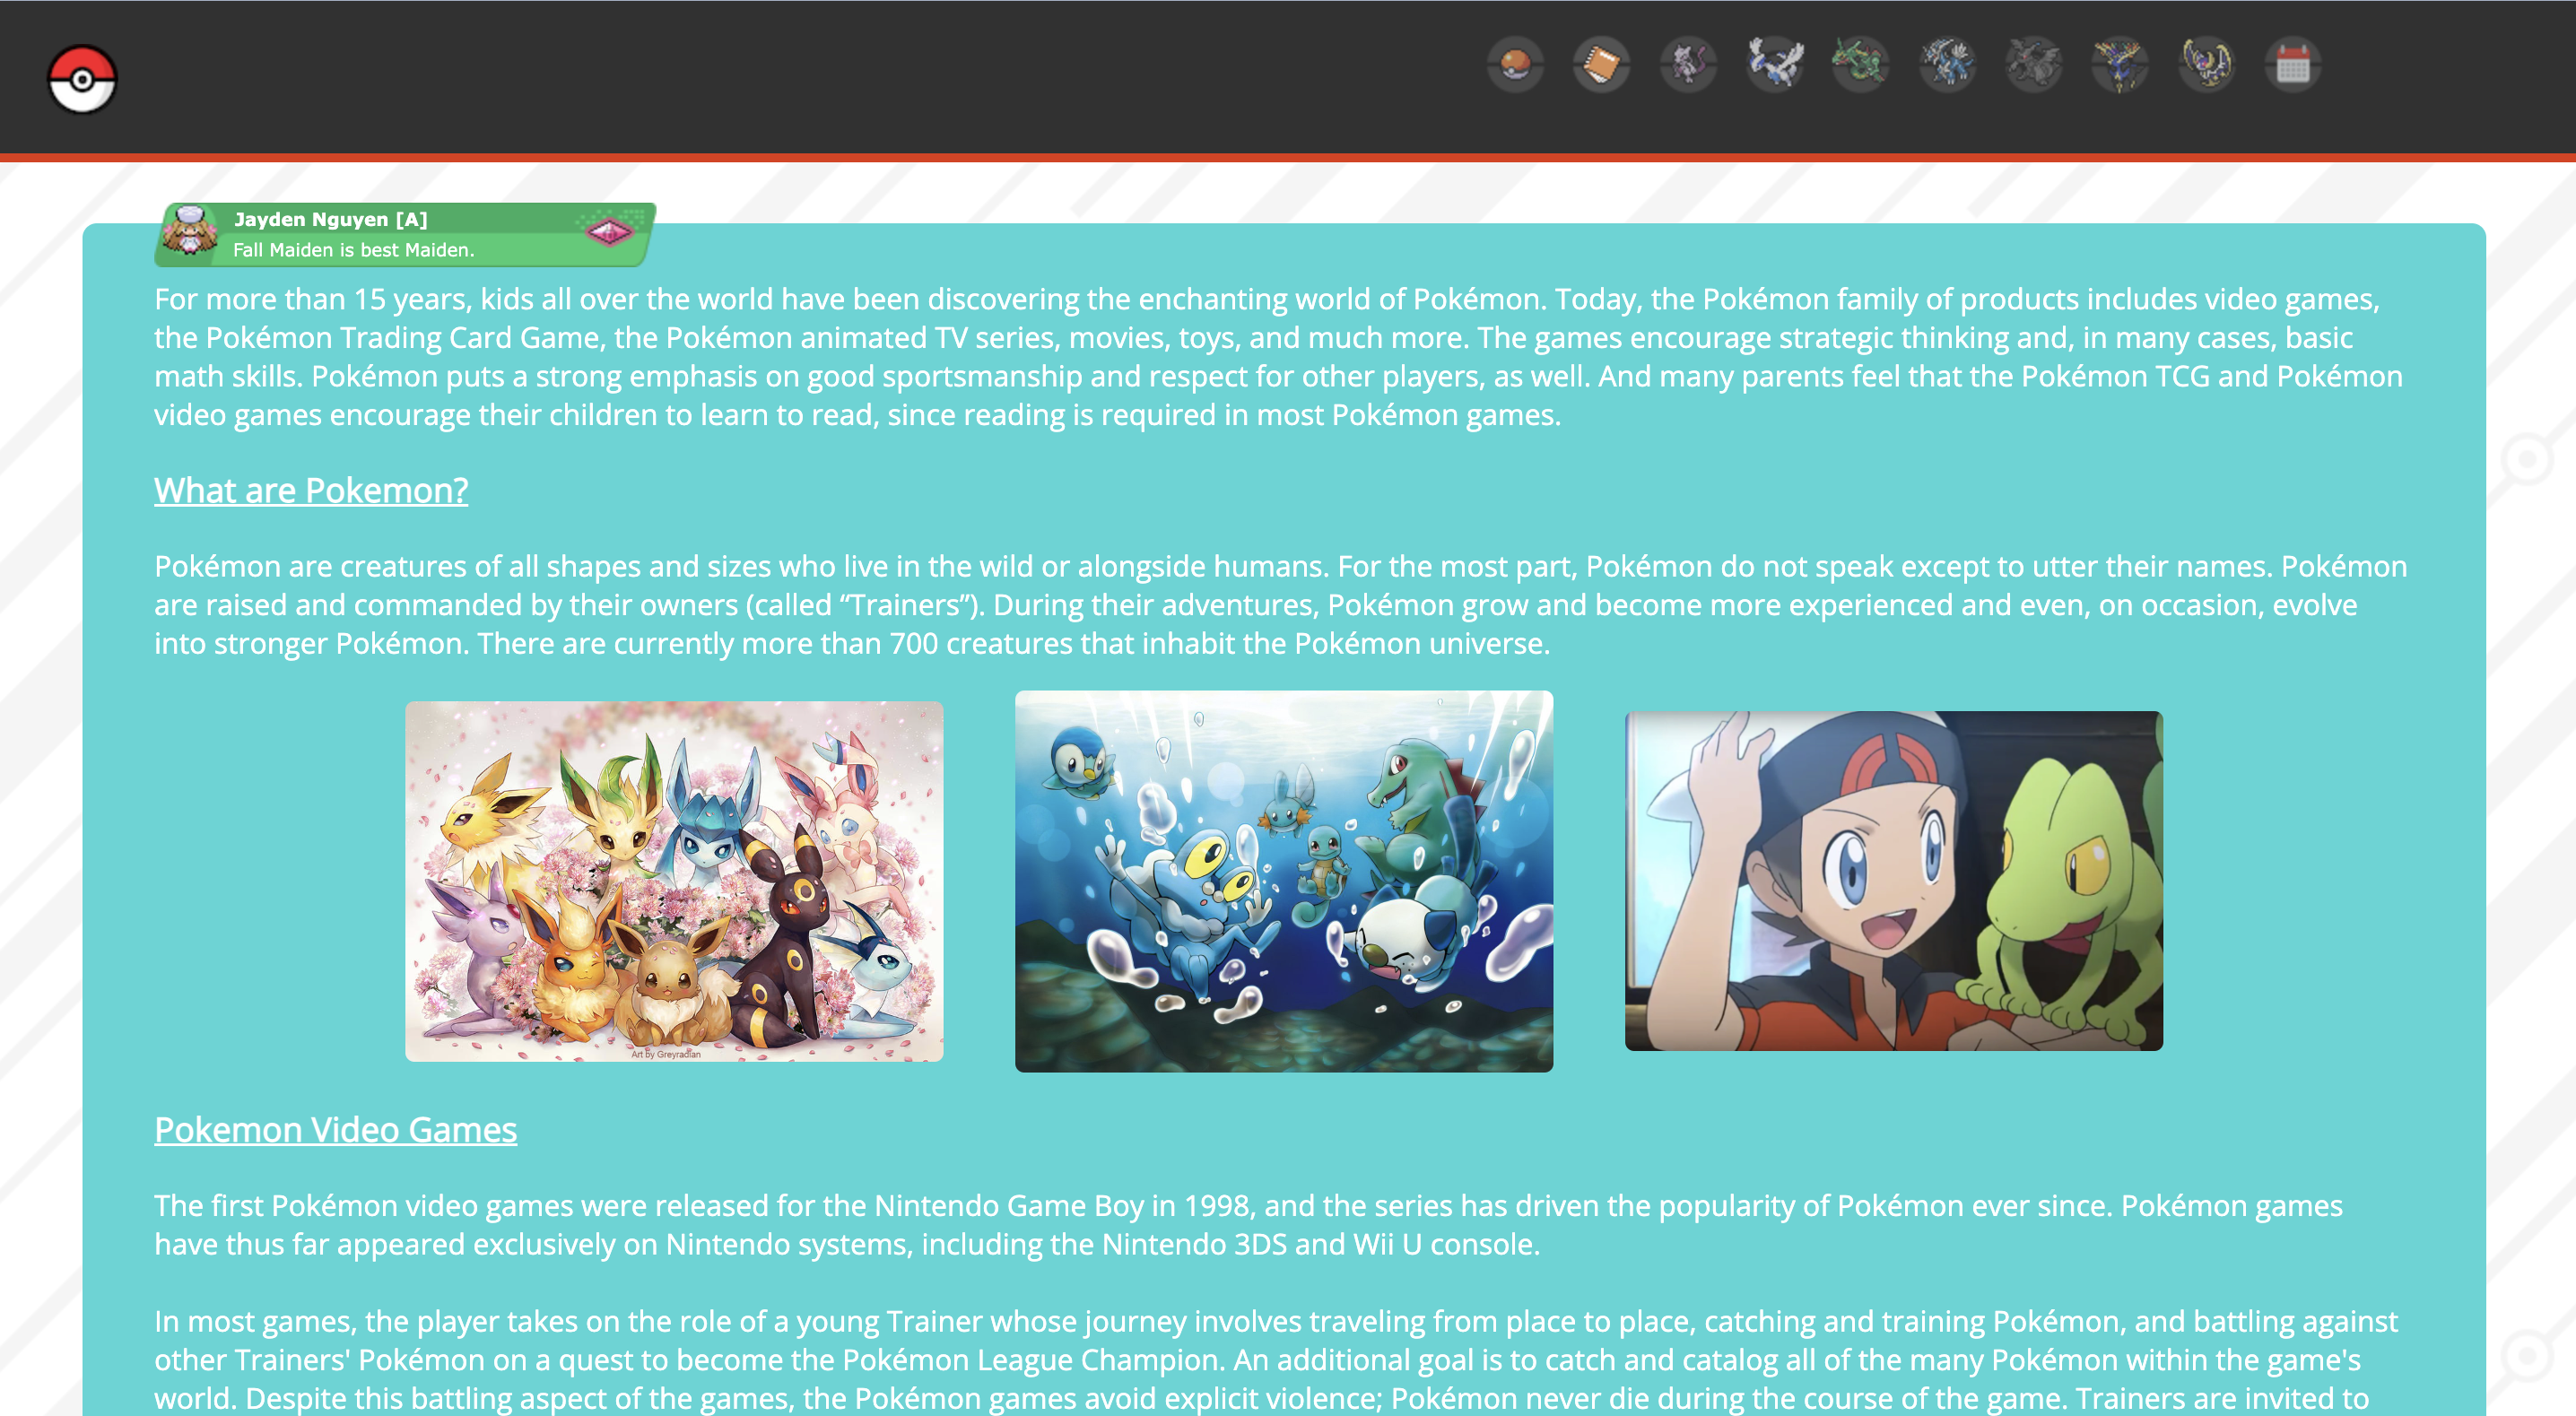 Jayden Nguyen [A]
Fall Maiden is best Maiden.
For more than 15 years, kids all over the world have been discovering the enchanting world of Pokémon. Today, the Pokémon family of products includes video games,
the Pokémon Trading Card Game, the Pokémon animated TV series, movies, toys, and much more. The games encourage strategic thinking and, in many cases, basic
math skills. Pokémon puts a strong emphasis on good sportsmanship and respect for other players, as well. And many parents feel that the Pokémon TCG and Pokémon
video games encourage their children to learn to read, since reading is required in most Pokémon games.
What are Pokemon?
Pokémon are creatures of all shapes and sizes who live in the wild or alongside humans. For the most part, Pokémon do not speak except to utter their names. Pokémon
are raised and commanded by their owners (called “Trainers”). During their adventures, Pokémon grow and become more experienced and even, on occasion, evolve
into stronger Pokémon. There are currently more than 700 creatures that inhabit the Pokémon universe.
Art by Greyradian
Pokemon Video Games
The first Pokémon video games were released for the Nintendo Game Boy in 1998, and the series has driven the popularity of Pokémon ever since. Pokémon games
have thus far appeared exclusively on Nintendo systems, including the Nintendo 3DS and Wii U console.
In most games, the player takes on the role of a young Trainer whose journey involves traveling from place to place, catching and training Pokémon, and battling against
other Trainers' Pokémon on a quest to become the Pokémon League Champion. An additional goal is to catch and catalog all of the many Pokémon within the game's
world. Despite this battling aspect of the games, the Pokémon games avoid explicit violence; Pokémon never die during the course of the game. Trainers are invited to